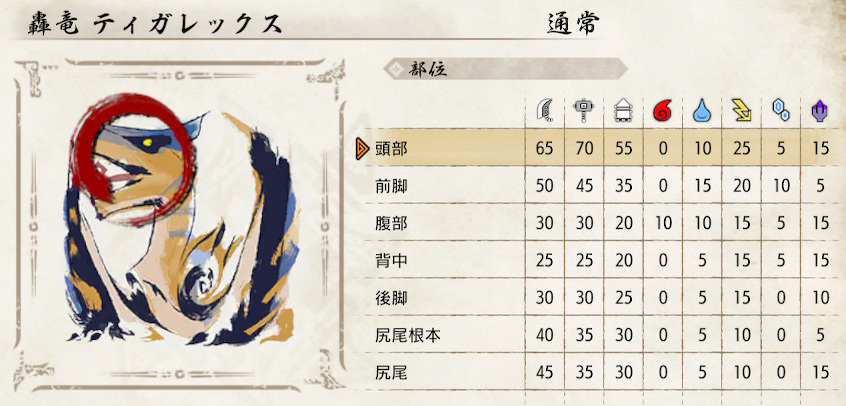 轟竜 ティガレックス
通常
部位
頭部 65 70 55 0 10 25 5 15
前脚 50 45 35 0 15 20 10 5
腹部 30 30 20 10 10 15 5 15
背中 25 25 20 0 5 15 5 15
後脚 30 30 25 0 5 15 0 10
尻尾根本 40 35 30 0 5 10 0 5
尻尾 45 35 30 0 5 10 0 15